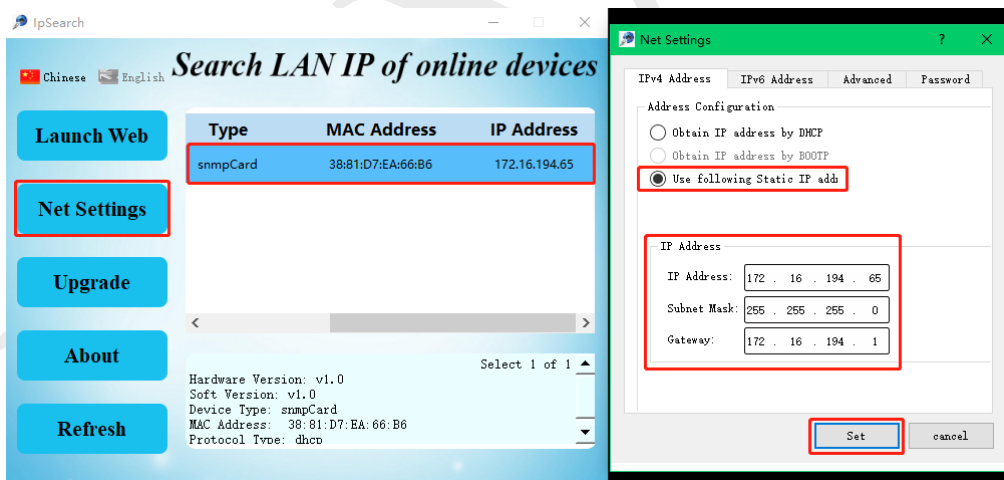 IpSearch
Chinese English
Search LAN IP of online devices
Launch Web
Net Settings
Upgrade
About
Refresh
Type MAC Address IP Address
snmpCard 38:81:D7:EA:66:B6 172.16.194.65
Select 1 of 1
Hardware Version: v1.0
Soft Version: v1.0
Device Type: snmpCard
MAC Address: 38:81:D7:EA:66:B6
Protocol Type: dhcp
Net Settings
IPv4 Address IPv6 Address Advanced Password
Address Configuration
Obtain IP address by DHCP
Obtain IP address by BOOTP
Use following Static IP add
IP Address
IP Address: 172 . 16 . 194 . 65
Subnet Mask: 255 . 255 . 255 . 0
Gateway: 172 . 16 . 194 . 1
Set cancel